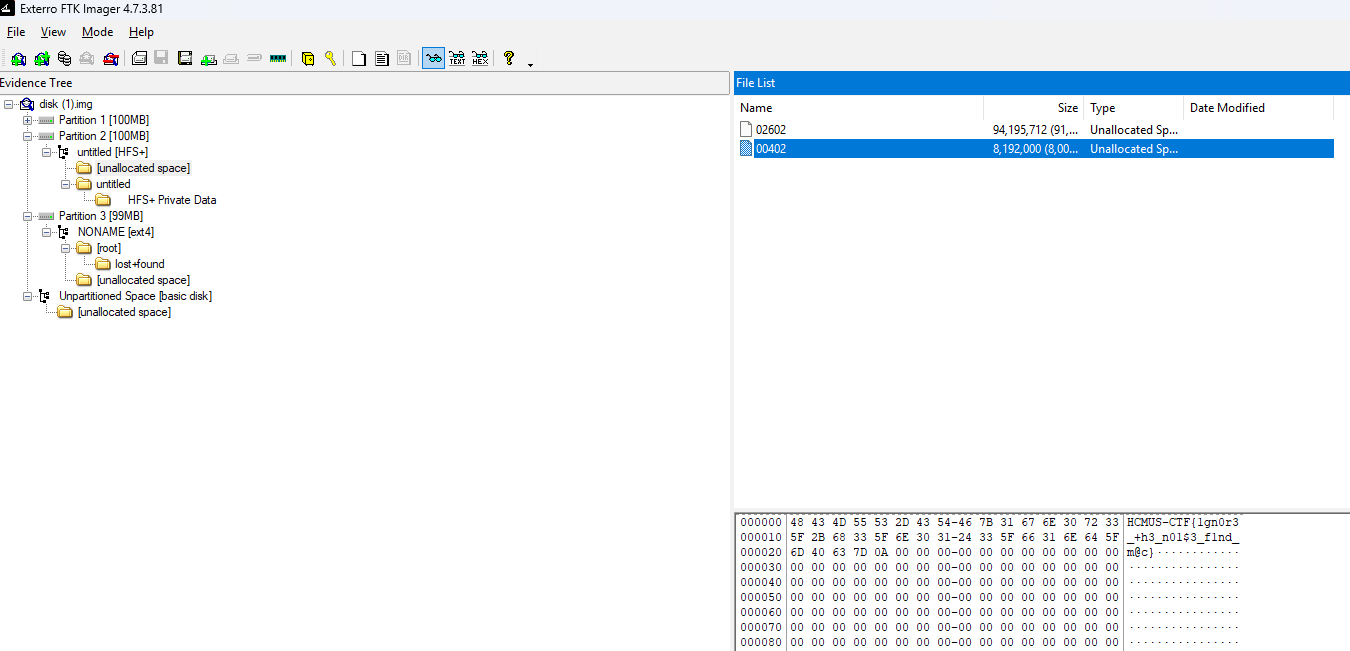 Exterro FTK Imager 4.7.3.81
File View Mode Help
TEXT HEX
Evidence Tree
disk (1).img
Partition 1 [100MB]
Partition 2 [100MB]
untitled [HFS+]
[unallocated space]
untitled
HFS+ Private Data
Partition 3 [99MB]
NONAME [ext4]
[root]
lost+found
[unallocated space]
Unpartitioned Space [basic disk]
[unallocated space]
File List
Name Size Type Date Modified
02602 94,195,712 (91,... Unallocated Sp...
00402 8,192,000 (8,00... Unallocated Sp...
000000 48 43 4D 55 53 2D 43 54-46 7B 31 67 6E 30 72 33 HCMUS-CTF{1gn0r3
000010 5F 2B 68 33 5F 6E 30 31-24 33 5F 66 31 6E 64 5F _+h3_n01$3_f1nd_
000020 6D 40 63 7D 0A 00 00 00-00 00 00 00 00 00 00 00 m@c}············
000030 00 00 00 00 00 00 00 00-00 00 00 00 00 00 00 00 ················
000040 00 00 00 00 00 00 00 00-00 00 00 00 00 00 00 00 ················
000050 00 00 00 00 00 00 00 00-00 00 00 00 00 00 00 00 ················
000060 00 00 00 00 00 00 00 00-00 00 00 00 00 00 00 00 ················
000070 00 00 00 00 00 00 00 00-00 00 00 00 00 00 00 00 ················
000080 00 00 00 00 00 00 00 00-00 00 00 00 00 00 00 00 ················